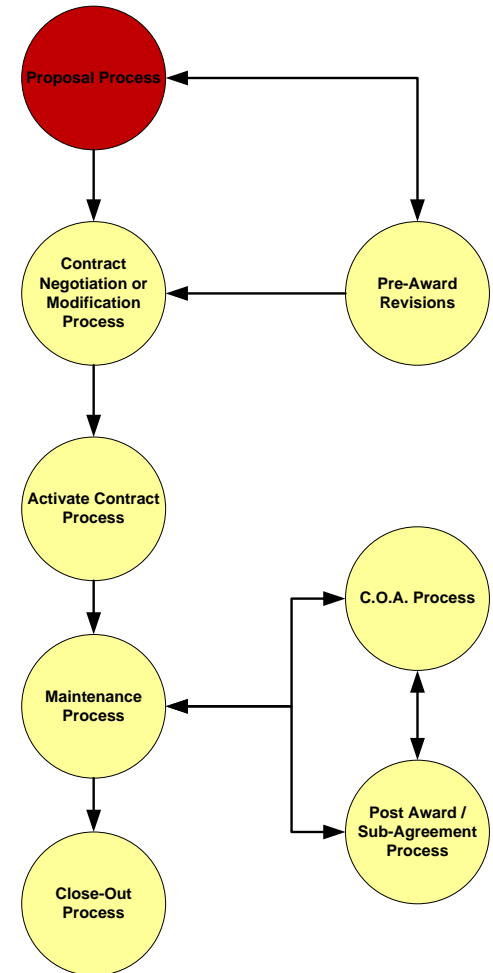 Proposal Process
Contract
Negotiation or
Modification
Process
Pre-Award
Revisions
Activate Contract
Process
C.O.A. Process
Maintenance
Process
Post Award /
Sub-Agreement
Process
Close-Out
Process